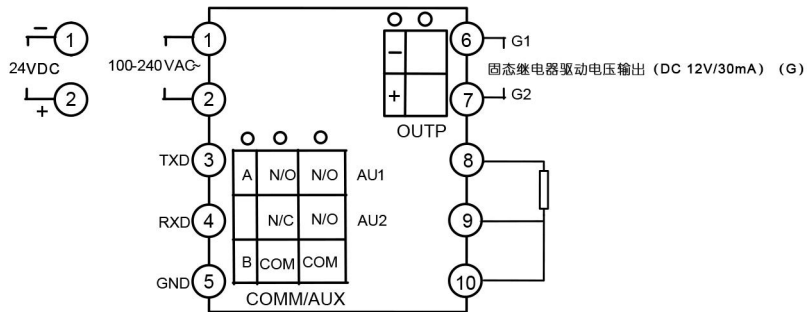 − 1
24VDC
+ 2
100-240 VAC~
1
2
TXD 3
RXD 4
GND 5
A N/O N/O AU1
N/C N/O AU2
B COM COM
COMM/AUX
−
+
OUTP
6 G1
固态继电器驱动电压输出（DC 12V/30mA）（G）
7 G2
8
9
10